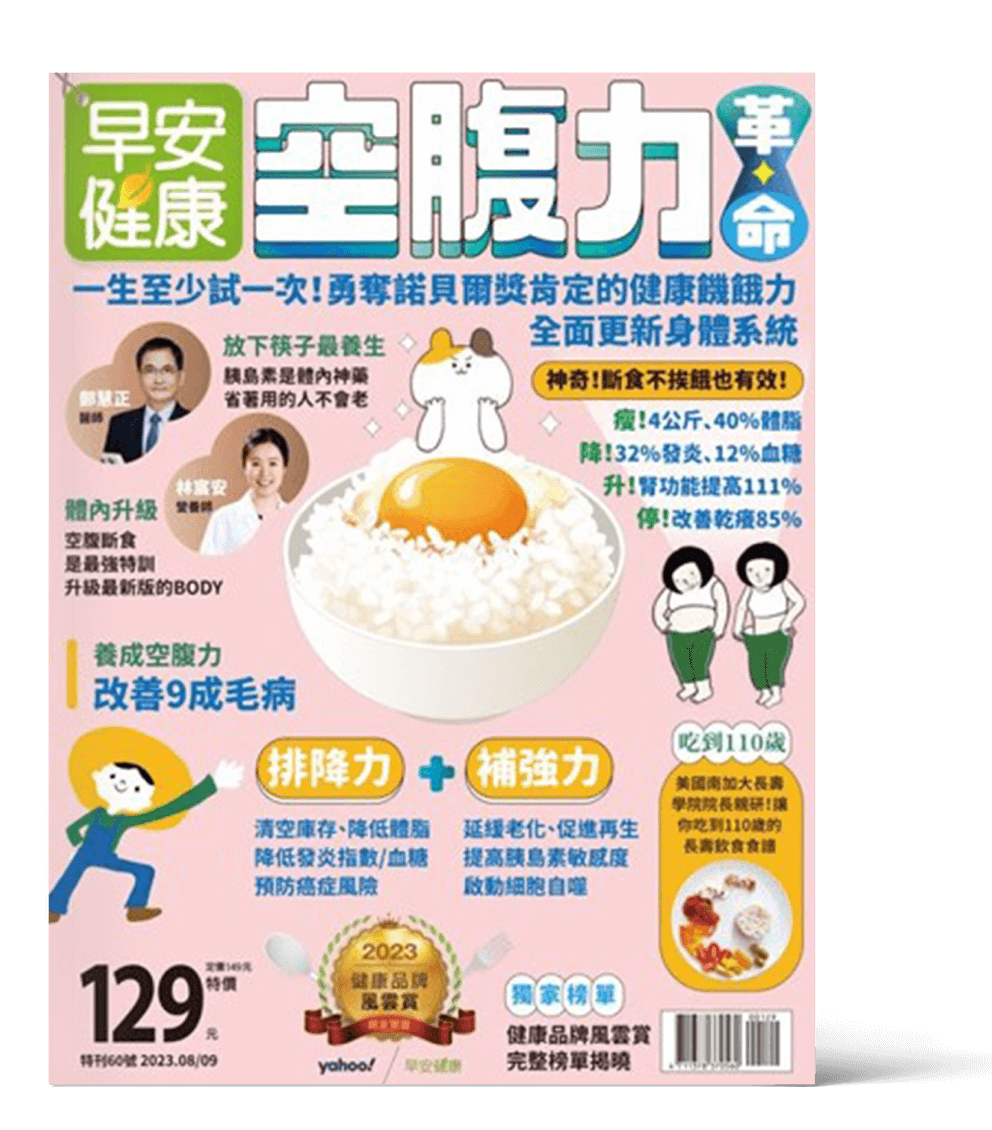 早安
健康
空腹力
革命
一生至少試一次!勇奪諾貝爾獎肯定的健康饑餓力
全面更新身體系統
放下筷子最養生
胰島素是體內神藥
省著用的人不會老
鄭慧正
醫師
神奇!斷食不挨餓也有效!
瘦!4公斤、40%體脂
降!32%發炎、12%血糖
升!腎功能提高111%
停!改善乾癢85%
林宸安
營養師
體內升級
空腹斷食
是最強特訓
升級最新版的BODY
養成空腹力
改善9成毛病
排降力
+
補強力
清空庫存、降低體脂
降低發炎指數/血糖
預防癌症風險
延緩老化、促進再生
提高胰島素敏感度
啟動細胞自噬
吃到110歲
美國南加大長壽
學院院長親研!讓
你吃到110歲的
長壽飲食食譜
2023
健康品牌
風雲賞
定價149元
特價
129元
特刊60號 2023.08/09
yahoo!/早安健康
獨家榜單
健康品牌風雲賞
完整榜單揭曉